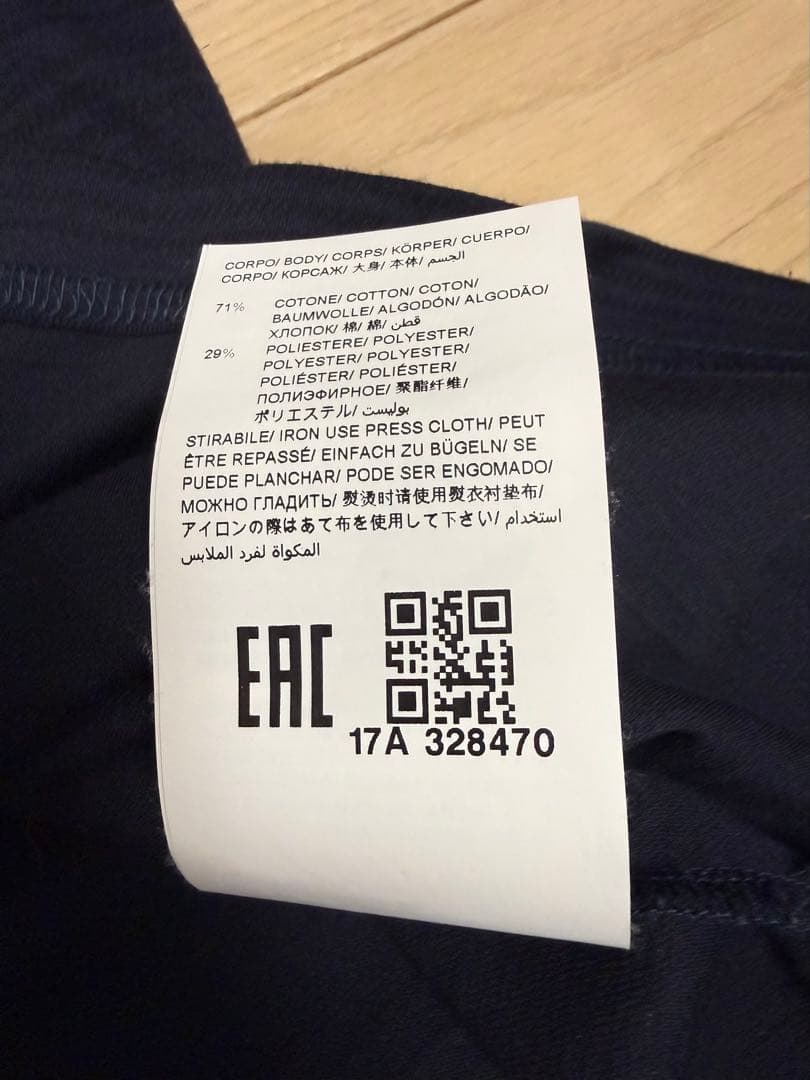 CORPO/ BODY/ CORPS/ KÖRPER/ CUERPO/
CORPO/ КОРСАЖ/ 大身/ 本体/ الجسم
71% COTONE/ COTTON/ COTON/
BAUMWOLLE/ ALGODÓN/ ALGODÃO/
ХЛОПОК/ 棉/ 綿/ قطن
29% POLIESTERE/ POLYESTER/
POLYESTER/ POLYESTER/
POLIÉSTER/ POLIÉSTER/
ПОЛИЭФИРНОЕ/ 聚酯纤维/
ポリエステル/ بوليست
STIRABILE/ IRON USE PRESS CLOTH/ PEUT
ÊTRE REPASSÉ/ EINFACH ZU BÜGELN/ SE
PUEDE PLANCHAR/ PODE SER ENGOMADO/
МОЖНО ГЛАДИТЬ/ 熨烫时请使用熨衣衬垫布/
アイロンの際はあて布を使用して下さい/ استخدام
المكواة لفرد الملابس
EAC
17A 328470